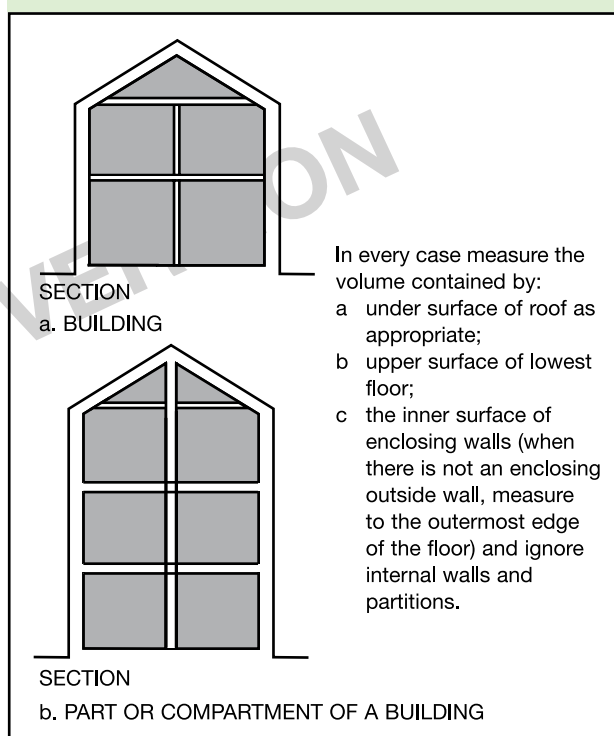 SECTION
a. BUILDING
In every case measure the
volume contained by:
a under surface of roof as
appropriate;
b upper surface of lowest
floor;
c the inner surface of
enclosing walls (when
there is not an enclosing
outside wall, measure
to the outermost edge
of the floor) and ignore
internal walls and
partitions.
SECTION
b. PART OR COMPARTMENT OF A BUILDING